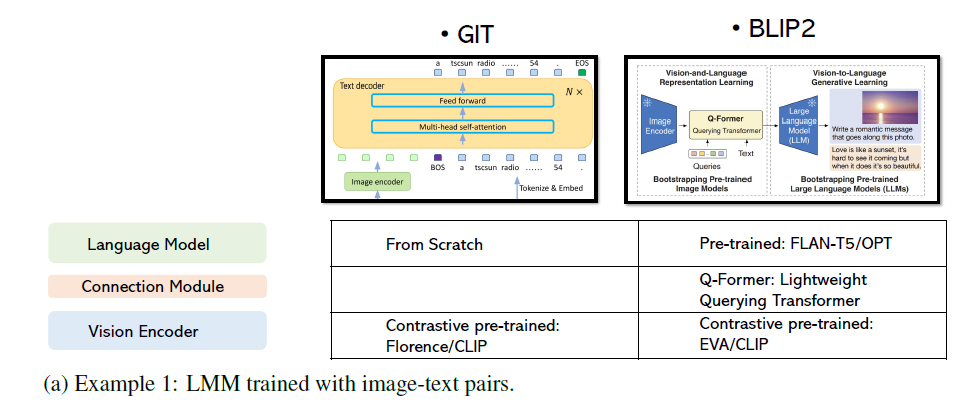 • GIT
• BLIP2
a tscsun radio ...... 54 . EOS
Text decoder
N ×
Feed forward
Multi-head self-attention
BOS a tscsun radio ...... 54 .
Image encoder
Tokenize & Embed
Vision-and-Language
Representation Learning
Vision-to-Language
Generative Learning
Image
Encoder
Q-Former
Querying Transformer
Queries
Text
Large
Language
Model
(LLM)
Write a romantic message
that goes along this photo.
Love is like a sunset, it's
hard to see it coming but
when it does it's so beautiful.
Bootstrapping Pre-trained
Image Models
Bootstrapping Pre-trained
Large Language Models (LLMs)
Language Model
From Scratch
Pre-trained: FLAN-T5/OPT
Connection Module
Q-Former: Lightweight
Querying Transformer
Vision Encoder
Contrastive pre-trained:
Florence/CLIP
Contrastive pre-trained:
EVA/CLIP
(a) Example 1: LMM trained with image-text pairs.